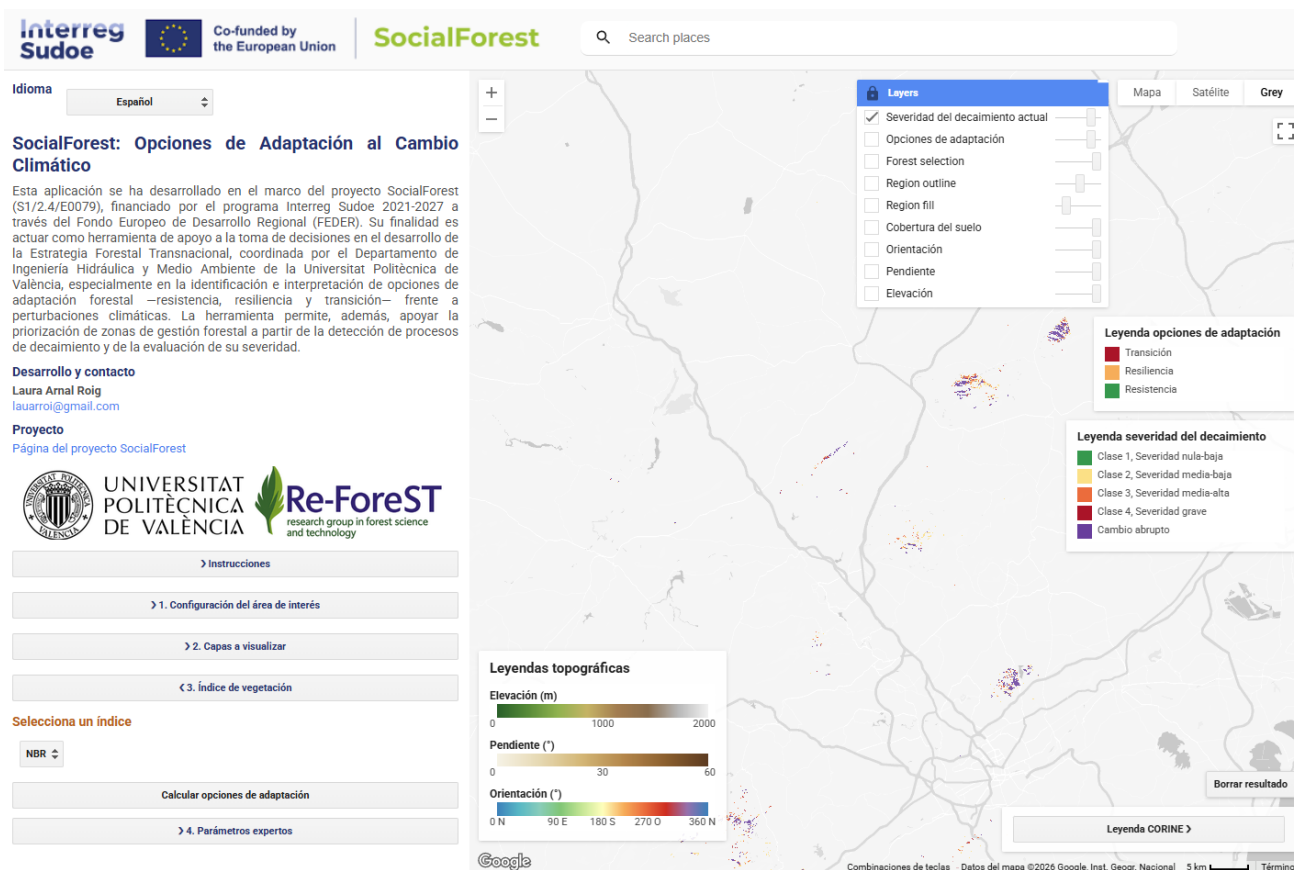 Interreg
Sudoe
Co-funded by
the European Union
SocialForest
Search places
Idioma
Español
SocialForest: Opciones de Adaptación al Cambio
Climático
Esta aplicación se ha desarrollado en el marco del proyecto SocialForest
(S1/2.4/E0079), financiado por el programa Interreg Sudoe 2021-2027 a
través del Fondo Europeo de Desarrollo Regional (FEDER). Su finalidad es
actuar como herramienta de apoyo a la toma de decisiones en el desarrollo de
la Estrategia Forestal Transnacional, coordinada por el Departamento de
Ingeniería Hidráulica y Medio Ambiente de la Universitat Politècnica de
València, especialmente en la identificación e interpretación de opciones de
adaptación forestal —resistencia, resiliencia y transición— frente a
perturbaciones climáticas. La herramienta permite, además, apoyar la
priorización de zonas de gestión forestal a partir de la detección de procesos
de decaimiento y de la evaluación de su severidad.
Desarrollo y contacto
Laura Arnal Roig
lauarroi@gmail.com
Proyecto
Página del proyecto SocialForest
UNIVERSITAT
POLITÈCNICA
DE VALÈNCIA
Re-ForeST
research group in forest science
and technology
❯ Instrucciones
❯ 1. Configuración del área de interés
❯ 2. Capas a visualizar
❮ 3. Índice de vegetación
Selecciona un índice
NBR
Calcular opciones de adaptación
❯ 4. Parámetros expertos
+
−
Layers
Severidad del decaimiento actual
Opciones de adaptación
Forest selection
Region outline
Region fill
Cobertura del suelo
Orientación
Pendiente
Elevación
Mapa Satélite Grey
Leyenda opciones de adaptación
Transición
Resiliencia
Resistencia
Leyenda severidad del decaimiento
Clase 1, Severidad nula-baja
Clase 2, Severidad media-baja
Clase 3, Severidad media-alta
Clase 4, Severidad grave
Cambio abrupto
Leyendas topográficas
Elevación (m)
0 1000 2000
Pendiente (°)
0 30 60
Orientación (°)
0 N 90 E 180 S 270 O 360 N
Borrar resultado
Leyenda CORINE ❯
Google
Combinaciones de teclas Datos del mapa ©2026 Google, Inst. Geogr. Nacional 5 km Término